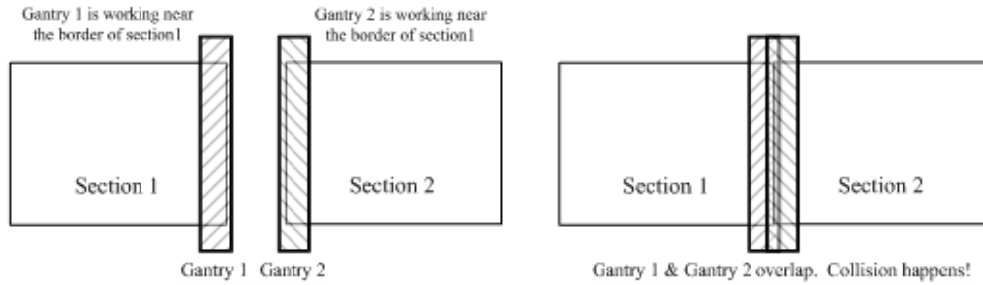 Gantry 1 is working near
the border of section1
Gantry 2 is working near
the border of section1
Section 1
Section 2
Gantry 1
Gantry 2
Section 1
Section 2
Gantry 1 & Gantry 2 overlap. Collision happens!